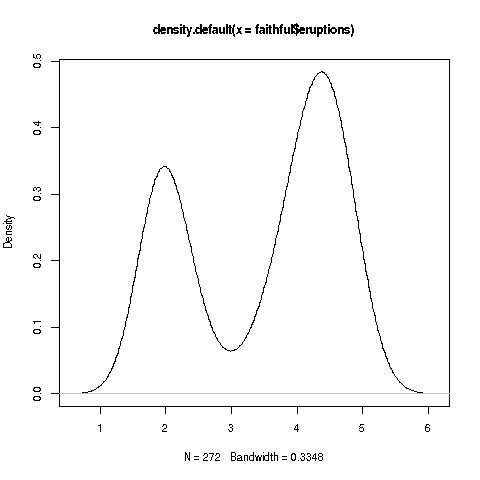 density.default(x = faithful$eruptions)
Density
0.5
0.4
0.3
0.2
0.1
0.0
1 2 3 4 5 6
N = 272 Bandwidth = 0.3348